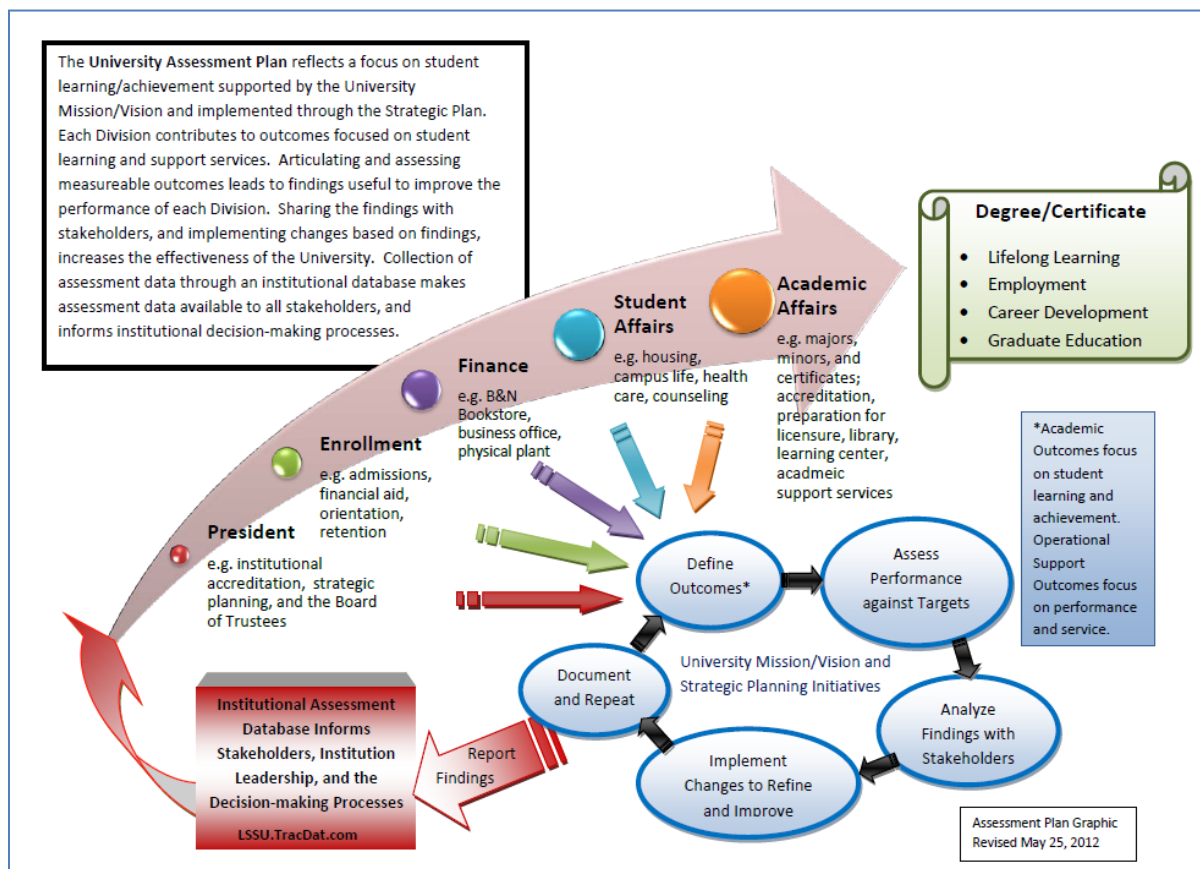 The University Assessment Plan reflects a focus on student
learning/achievement supported by the University
Mission/Vision and implemented through the Strategic Plan.
Each Division contributes to outcomes focused on student
learning and support services. Articulating and assessing
measureable outcomes leads to findings useful to improve the
performance of each Division. Sharing the findings with
stakeholders, and implementing changes based on findings,
increases the effectiveness of the University. Collection of
assessment data through an institutional database makes
assessment data available to all stakeholders, and
informs institutional decision-making processes.
Degree/Certificate
• Lifelong Learning
• Employment
• Career Development
• Graduate Education
Academic
Affairs
e.g. majors,
minors, and
certificates;
accreditation,
preparation for
licensure, library,
learning center,
acadmeic
support services
Student
Affairs
e.g. housing,
campus life, health
care, counseling
Finance
e.g. B&N
Bookstore,
business office,
physical plant
Enrollment
e.g. admissions,
financial aid,
orientation,
retention
President
e.g. institutional
accreditation, strategic
planning, and the Board
of Trustees
*Academic
Outcomes focus
on student
learning and
achievement.
Operational
Support
Outcomes focus
on performance
and service.
Define
Outcomes*
Assess
Performance
against Targets
Analyze
Findings with
Stakeholders
Implement
Changes to Refine
and Improve
Document
and Repeat
University Mission/Vision and
Strategic Planning Initiatives
Report
Findings
Institutional Assessment
Database Informs
Stakeholders, Institution
Leadership, and the
Decision-making Processes
LSSU.TracDat.com
Assessment Plan Graphic
Revised May 25, 2012